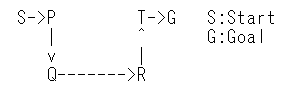 S->P T->G S:Start
| ^ G:Goal
v |
Q------->R